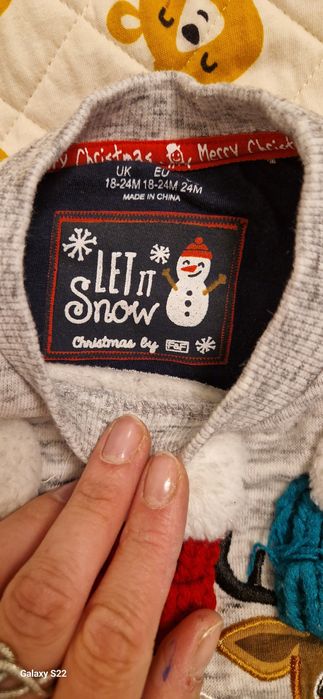 Merry Christ
y Christmas
UK EU
18-24M 18-24M 24M
MADE IN CHINA
LET IT
Snow
Christmas by F&F
Galaxy S22